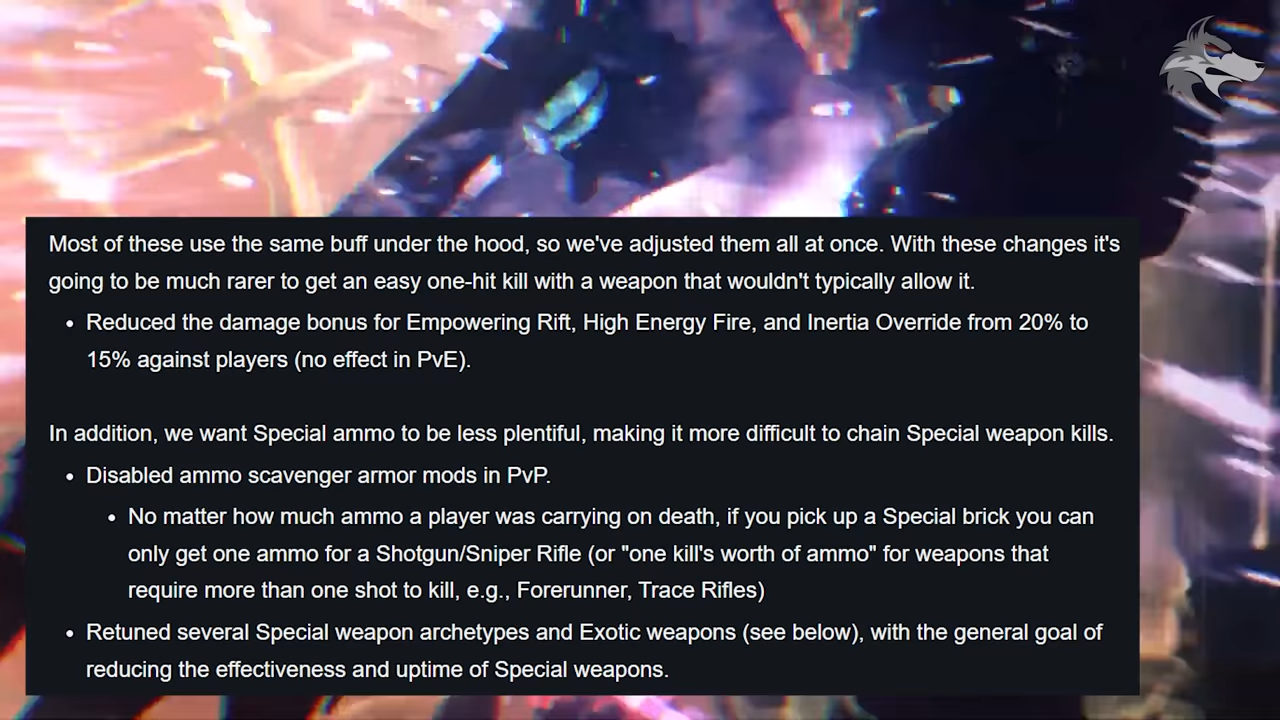 Most of these use the same buff under the hood, so we've adjusted them all at once. With these changes it's
going to be much rarer to get an easy one-hit kill with a weapon that wouldn't typically allow it.
• Reduced the damage bonus for Empowering Rift, High Energy Fire, and Inertia Override from 20% to
15% against players (no effect in PvE).
In addition, we want Special ammo to be less plentiful, making it more difficult to chain Special weapon kills.
• Disabled ammo scavenger armor mods in PvP.
• No matter how much ammo a player was carrying on death, if you pick up a Special brick you can
only get one ammo for a Shotgun/Sniper Rifle (or "one kill's worth of ammo" for weapons that
require more than one shot to kill, e.g., Forerunner, Trace Rifles)
• Retuned several Special weapon archetypes and Exotic weapons (see below), with the general goal of
reducing the effectiveness and uptime of Special weapons.